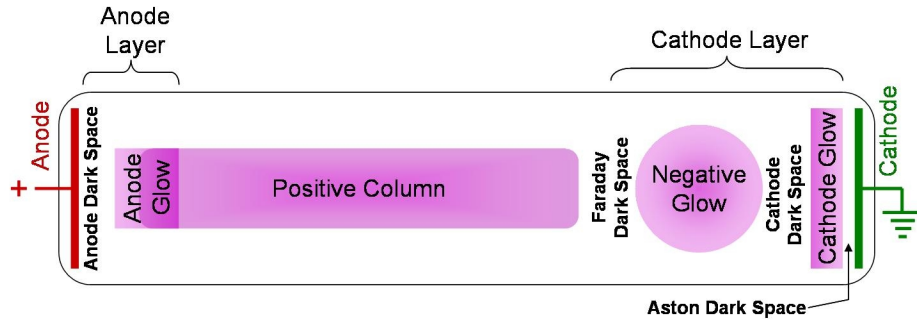 Anode
Layer
Cathode Layer
+
Anode
Anode Dark Space
Anode
Glow
Positive Column
Faraday
Dark Space
Negative
Glow
Cathode
Dark Space
Cathode Glow
Cathode
Aston Dark Space